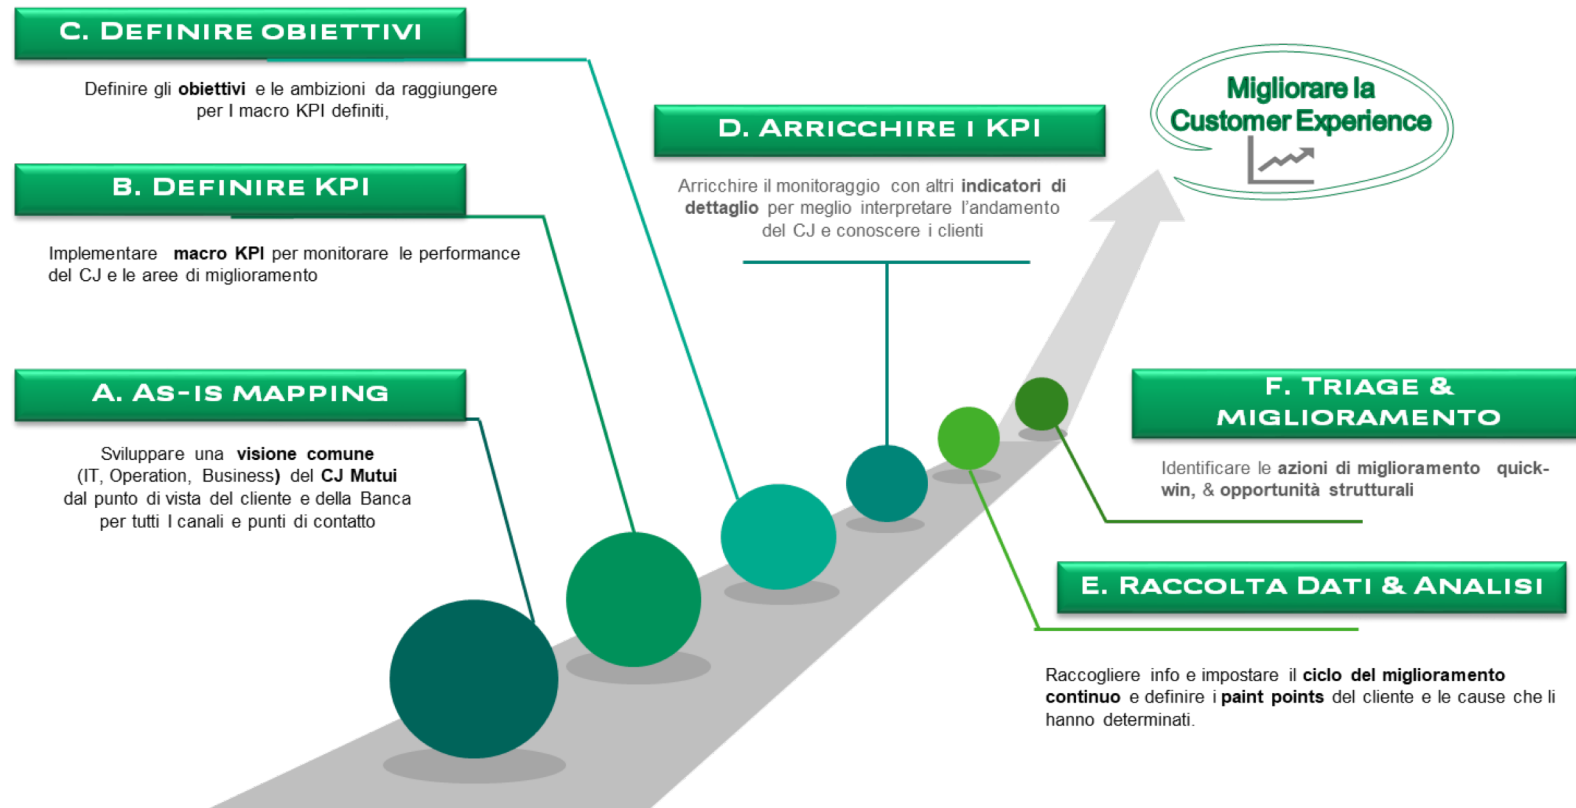 C. DEFINIRE OBIETTIVI
Definire gli obiettivi e le ambizioni da raggiungere
per I macro KPI definiti,
B. DEFINIRE KPI
Implementare macro KPI per monitorare le performance
del CJ e le aree di miglioramento
A. AS-IS MAPPING
Sviluppare una visione comune
(IT, Operation, Business) del CJ Mutui
dal punto di vista del cliente e della Banca
per tutti I canali e punti di contatto
D. ARRICCHIRE I KPI
Arricchire il monitoraggio con altri indicatori di
dettaglio per meglio interpretare l'andamento
del CJ e conoscere i clienti
Migliorare la
Customer Experience
F. TRIAGE &
MIGLIORAMENTO
Identificare le azioni di miglioramento quick-
win, & opportunità strutturali
E. RACCOLTA DATI & ANALISI
Raccogliere info e impostare il ciclo del miglioramento
continuo e definire i paint points del cliente e le cause che li
hanno determinati.